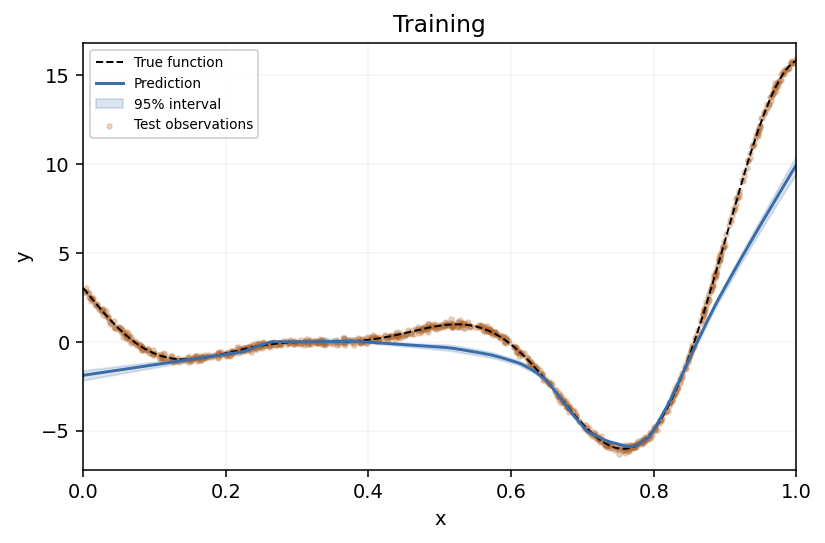 Training
True function
Prediction
95% interval
Test observations
15
10
5
0
−5
y
0.0 0.2 0.4 0.6 0.8 1.0
x